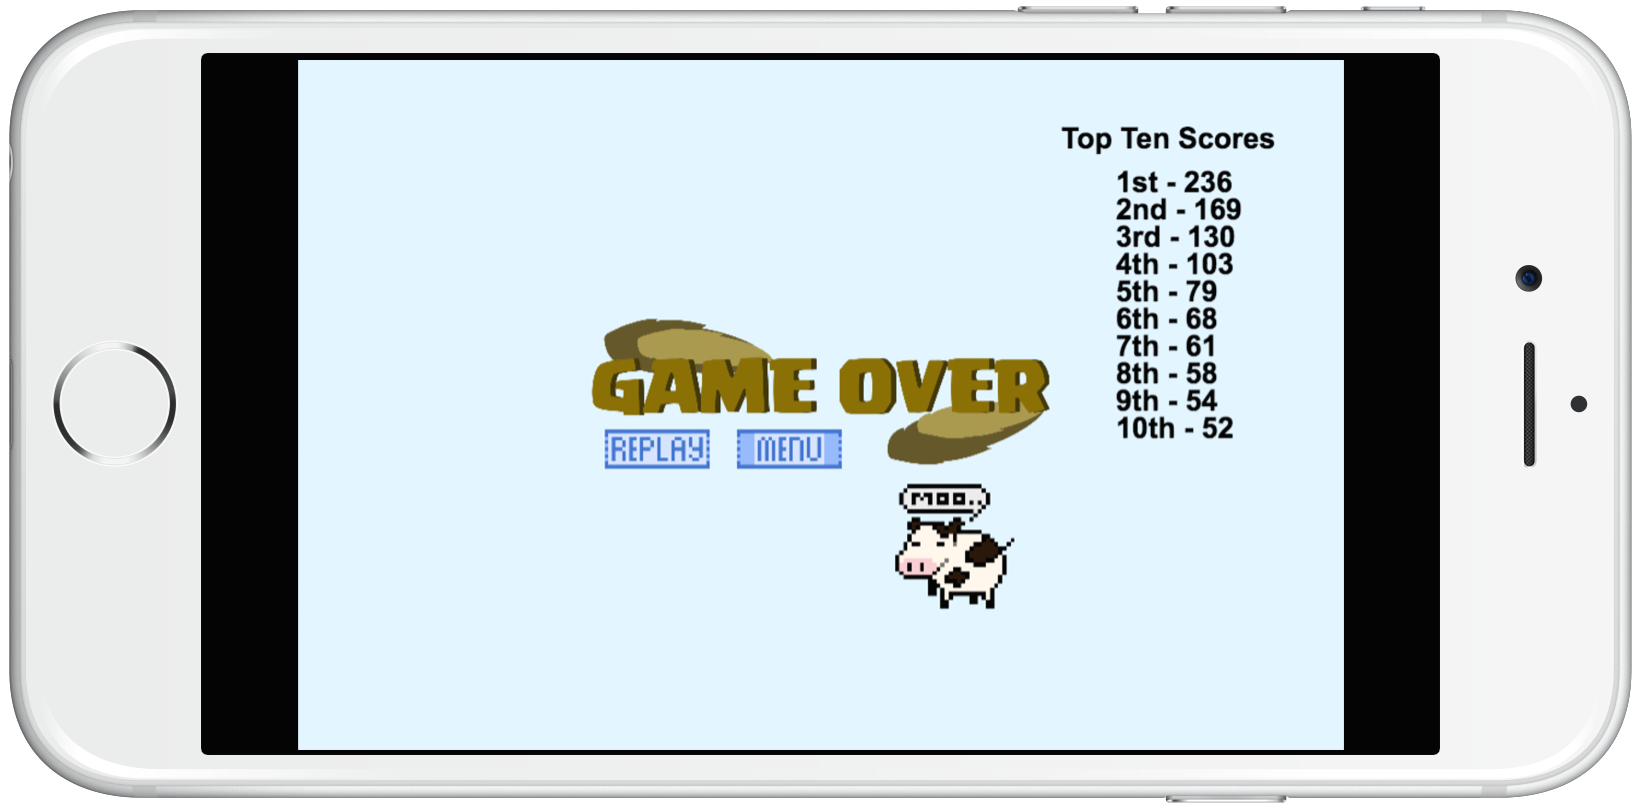 Top Ten Scores
1st - 236
2nd - 169
3rd - 130
4th - 103
5th - 79
6th - 68
7th - 61
8th - 58
9th - 54
10th - 52
GAME OVER
REPLAY MENU
MOO..